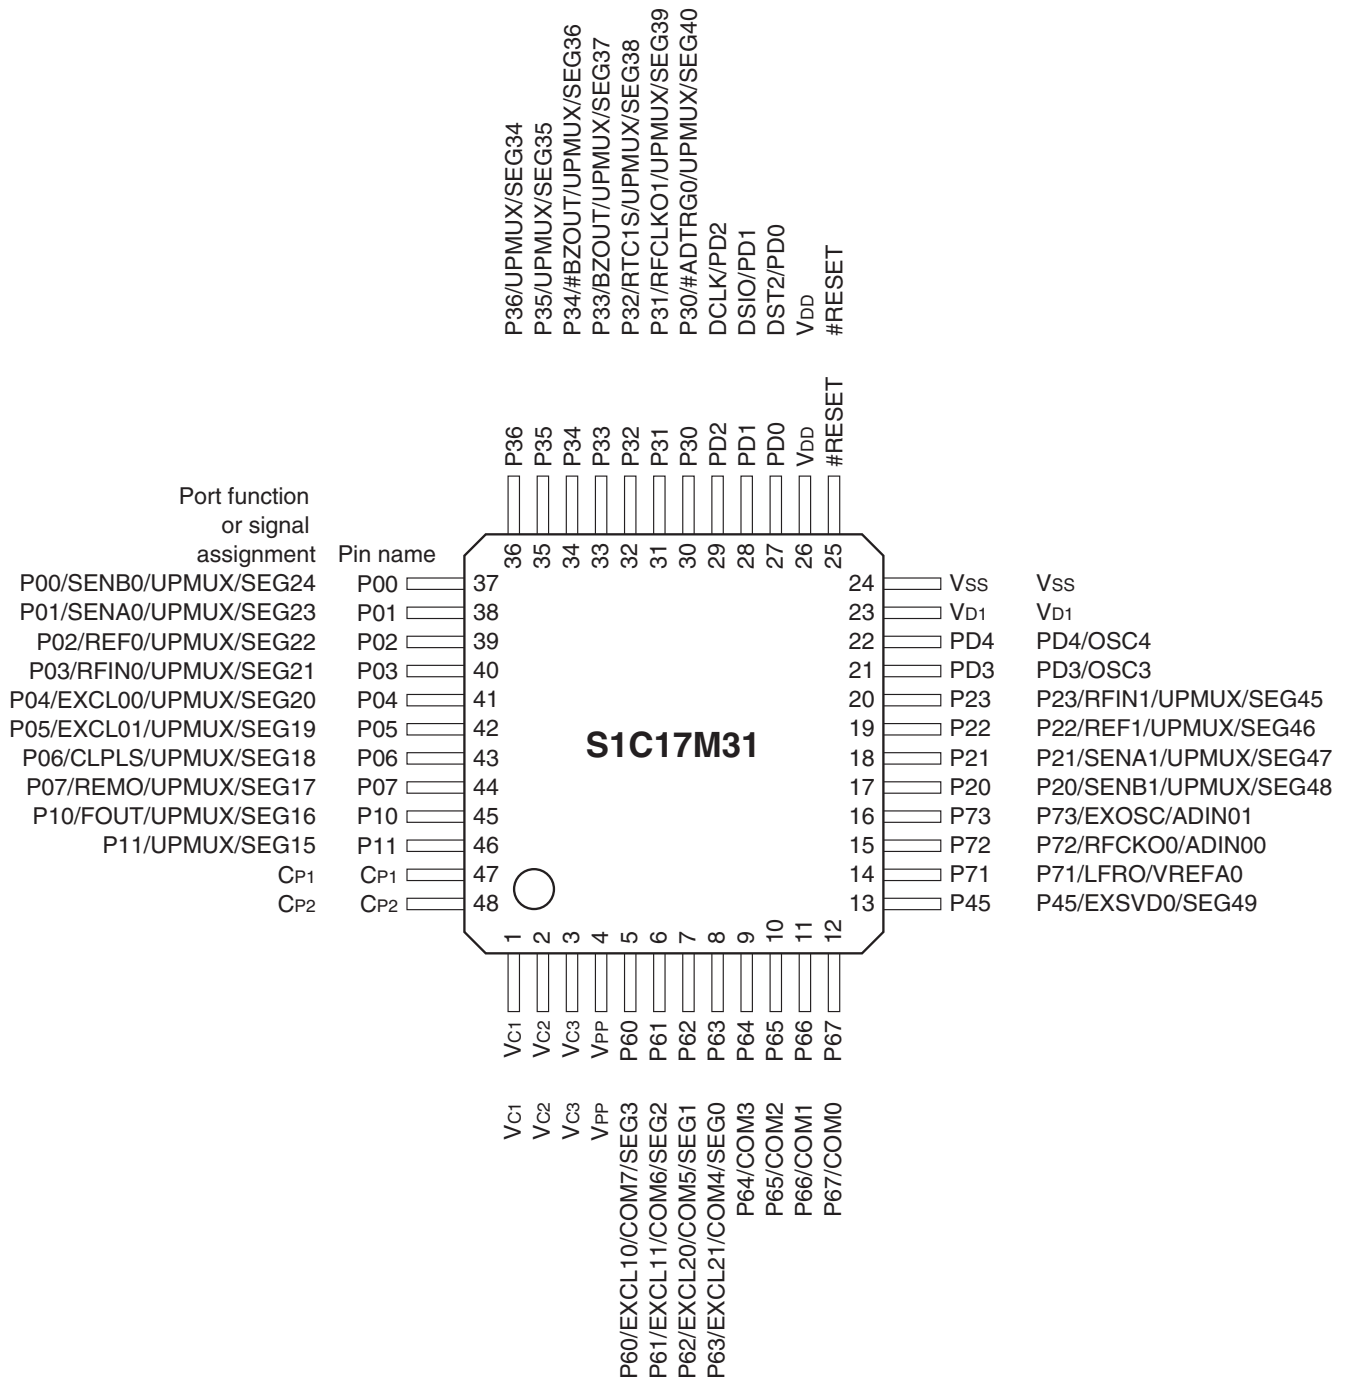 P36/UPMUX/SEG34
P35/UPMUX/SEG35
P34/#BZOUT/UPMUX/SEG36
P33/BZOUT/UPMUX/SEG37
P32/RTC1S/UPMUX/SEG38
P31/RFCLKO1/UPMUX/SEG39
P30/#ADTRG0/UPMUX/SEG40
DCLK/PD2
DSIO/PD1
DST2/PD0
VDD
#RESET
P36
P35
P34
P33
P32
P31
P30
PD2
PD1
PD0
VDD
#RESET
36
35
34
33
32
31
30
29
28
27
26
25
Port function
or signal
assignment
Pin name
P00/SENB0/UPMUX/SEG24 P00 37
P01/SENA0/UPMUX/SEG23 P01 38
P02/REF0/UPMUX/SEG22 P02 39
P03/RFIN0/UPMUX/SEG21 P03 40
P04/EXCL00/UPMUX/SEG20 P04 41
P05/EXCL01/UPMUX/SEG19 P05 42
P06/CLPLS/UPMUX/SEG18 P06 43
P07/REMO/UPMUX/SEG17 P07 44
P10/FOUT/UPMUX/SEG16 P10 45
P11/UPMUX/SEG15 P11 46
CP1 CP1 47
CP2 CP2 48
S1C17M31
24 VSS VSS
23 VD1 VD1
22 PD4 PD4/OSC4
21 PD3 PD3/OSC3
20 P23 P23/RFIN1/UPMUX/SEG45
19 P22 P22/REF1/UPMUX/SEG46
18 P21 P21/SENA1/UPMUX/SEG47
17 P20 P20/SENB1/UPMUX/SEG48
16 P73 P73/EXOSC/ADIN01
15 P72 P72/RFCKO0/ADIN00
14 P71 P71/LFRO/VREFA0
13 P45 P45/EXSVD0/SEG49
1
2
3
4
5
6
7
8
9
10
11
12
VC1
VC2
VC3
VPP
P60
P61
P62
P63
P64
P65
P66
P67
VC1
VC2
VC3
VPP
P60/EXCL10/COM7/SEG3
P61/EXCL11/COM6/SEG2
P62/EXCL20/COM5/SEG1
P63/EXCL21/COM4/SEG0
P64/COM3
P65/COM2
P66/COM1
P67/COM0